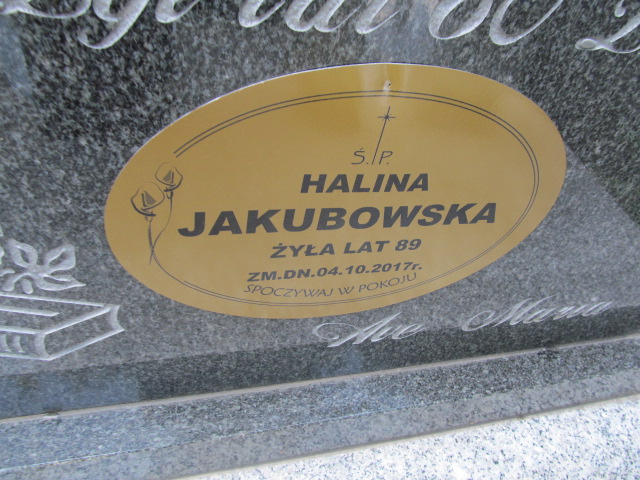 Ś.P.
HALINA
JAKUBOWSKA
ŻYŁA LAT 89
ZM.DN.04.10.2017r.
SPOCZYWAJ W POKOJU
Ave Maria